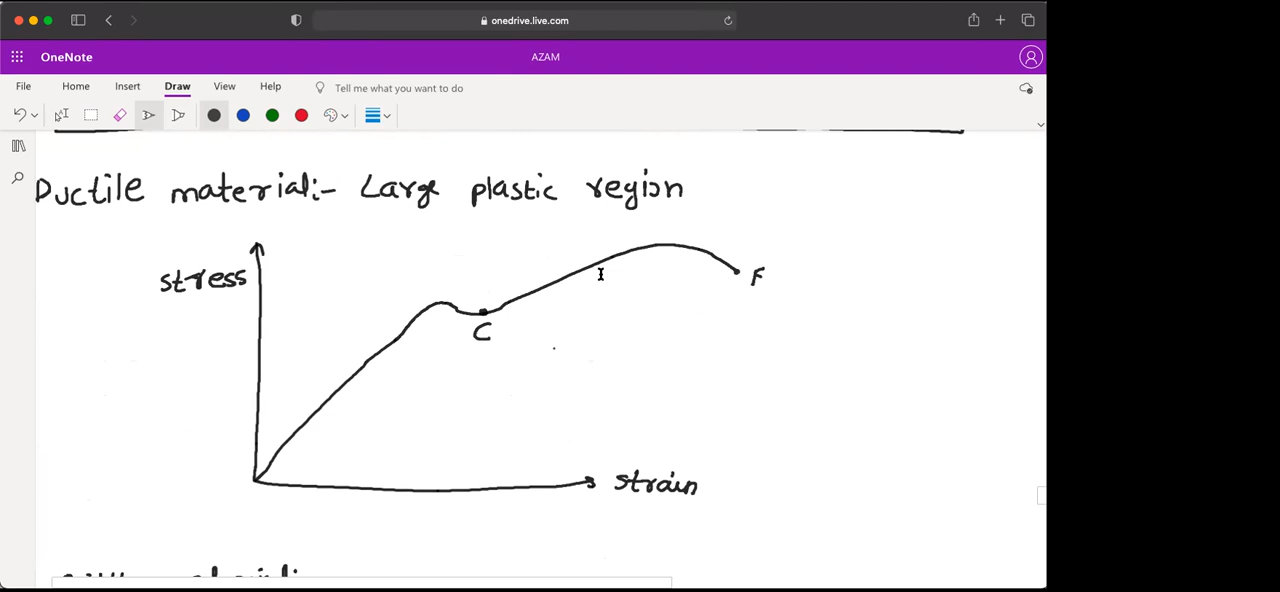 onedrive.live.com
OneNote
AZAM
File Home Insert Draw View Help Tell me what you want to do
Ductile material:- Large plastic region
stress
F
C
strain